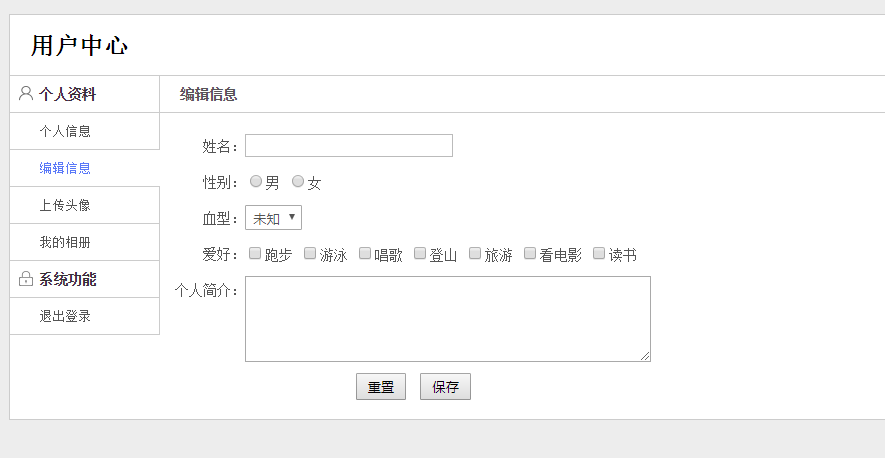 用户中心
个人资料
个人信息
编辑信息
上传头像
我的相册
系统功能
退出登录
编辑信息
姓名：
性别： 男 女
血型： 未知
爱好： 跑步 游泳 唱歌 登山 旅游 看电影 读书
个人简介：
重置 保存